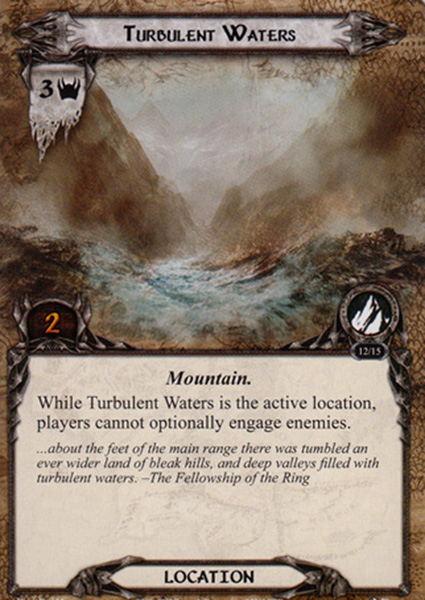 Turbulent Waters
3
2
12/15
Mountain.
While Turbulent Waters is the active location,
players cannot optionally engage enemies.
...about the feet of the main range there was tumbled an
ever wider land of bleak hills, and deep valleys filled with
turbulent waters. –The Fellowship of the Ring
LOCATION